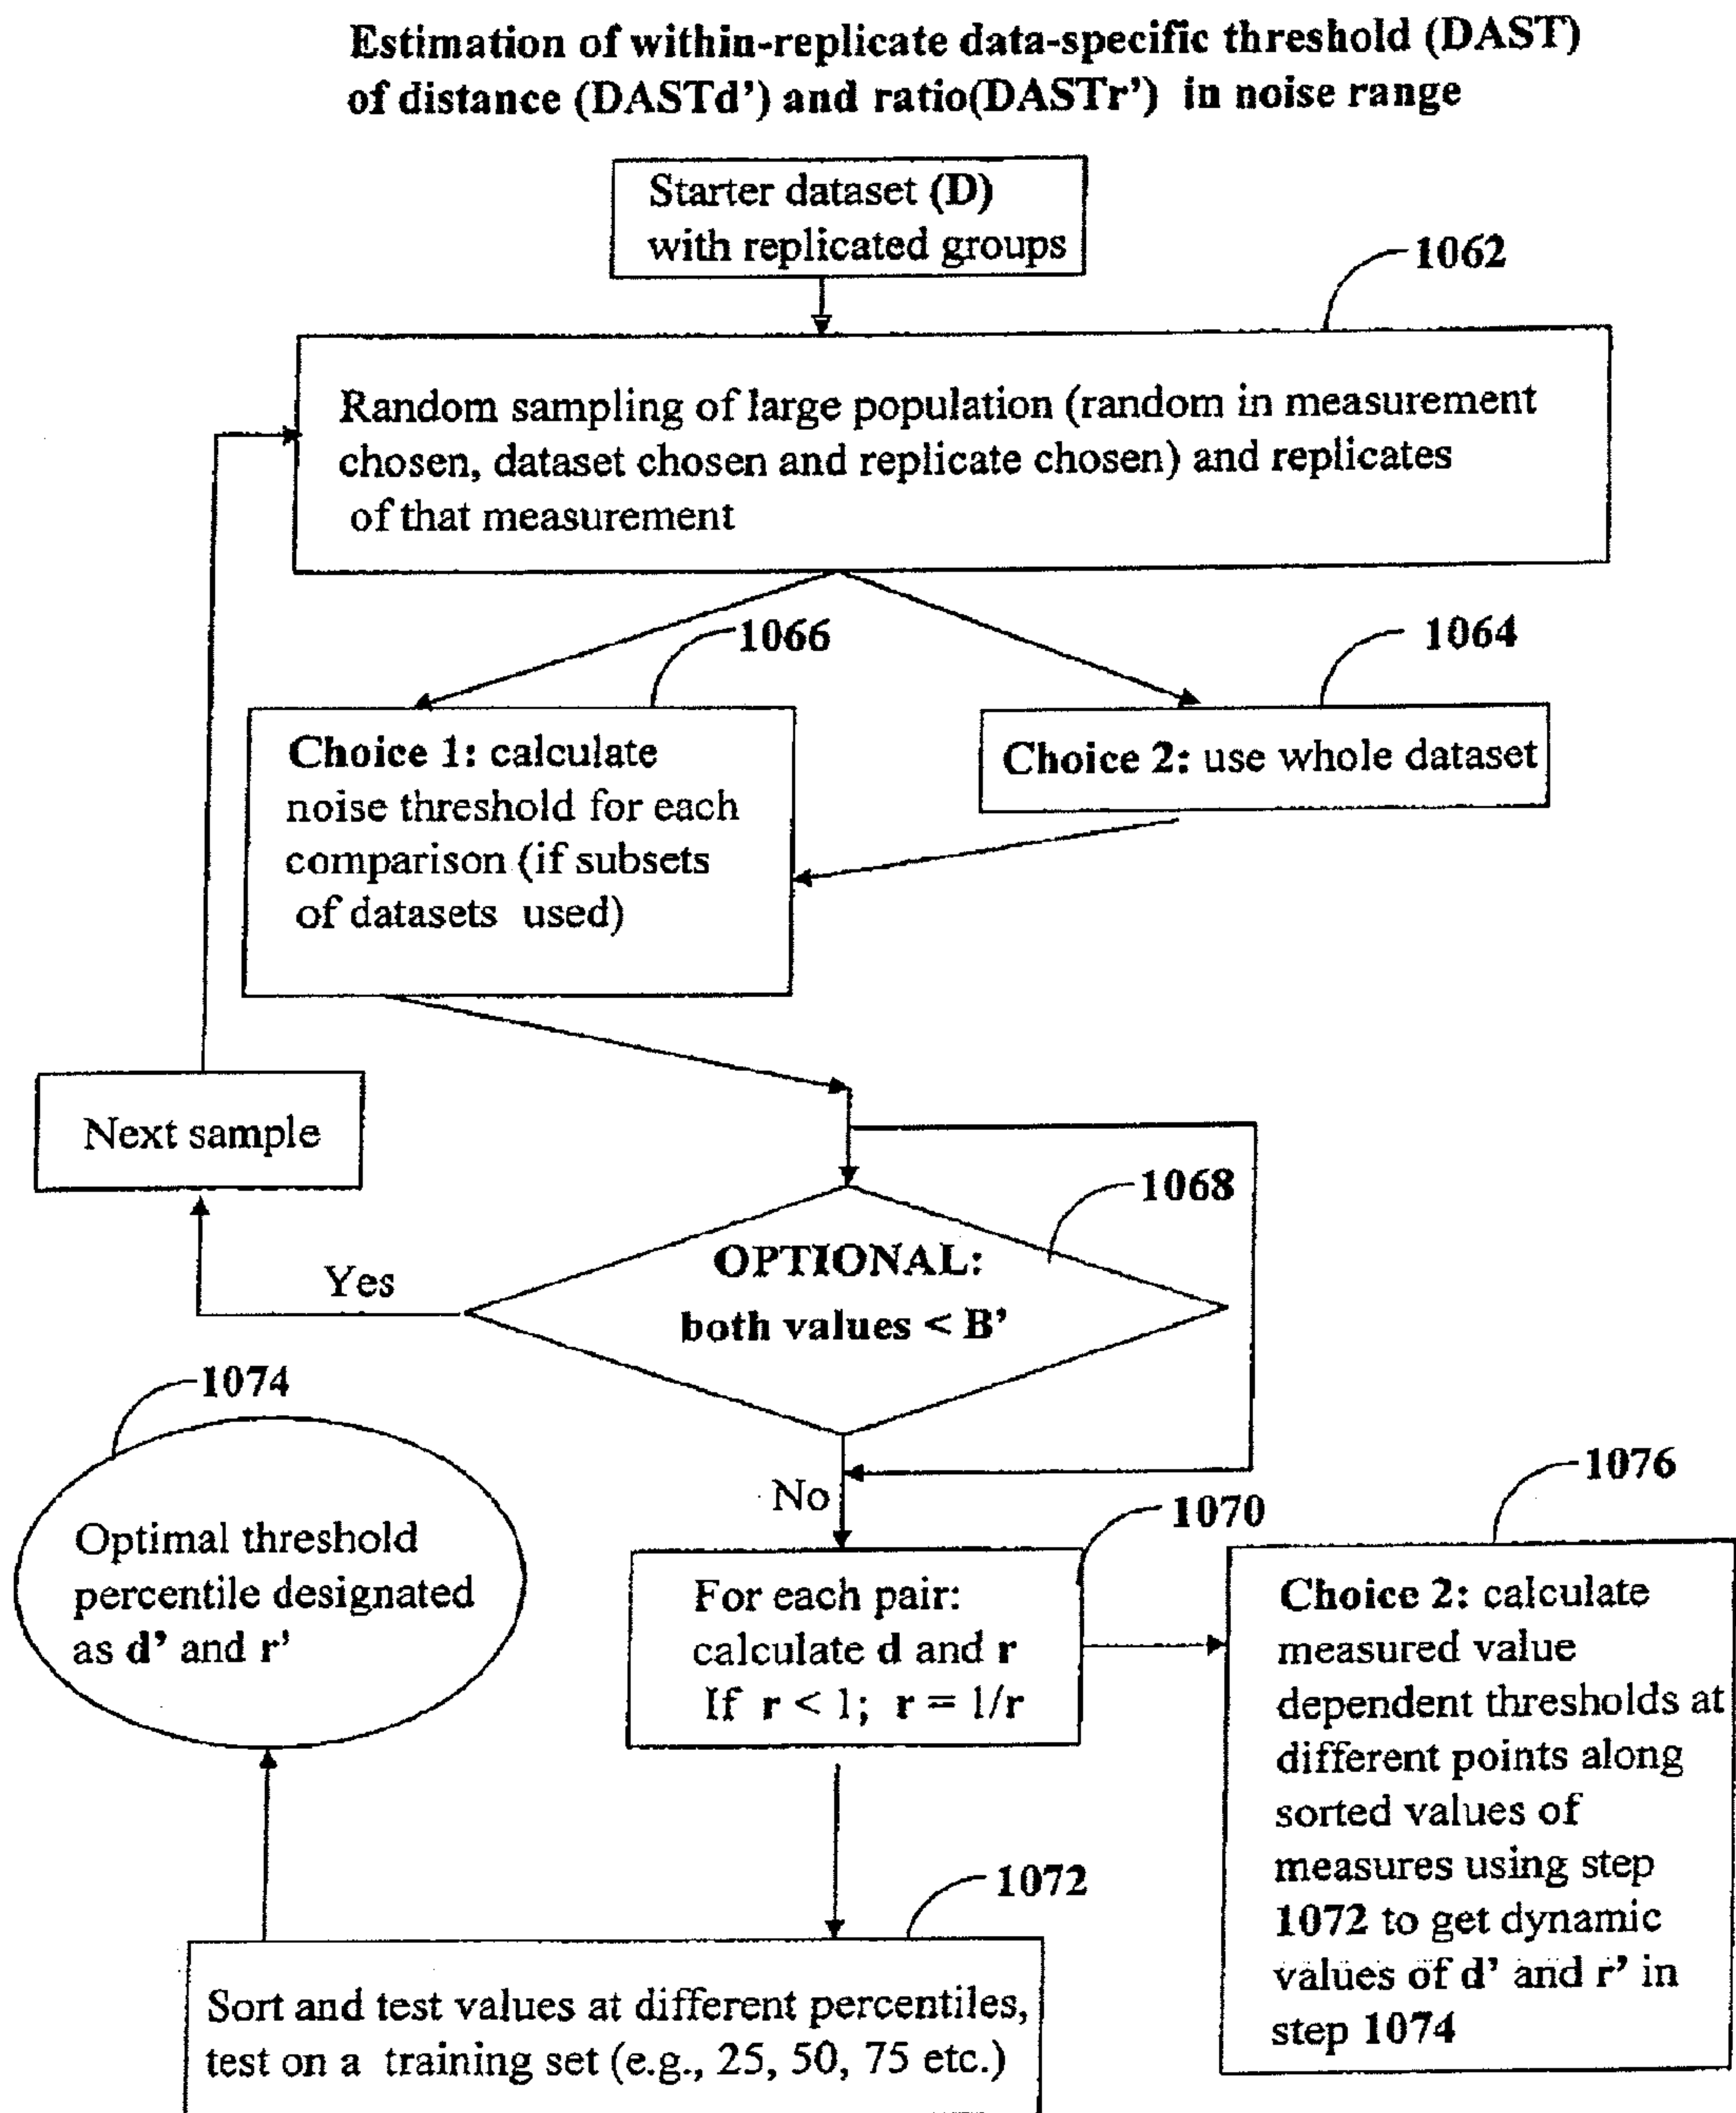 Estimation of within-replicate data-specific threshold (DAST)
of distance (DASTd’) and ratio(DASTr’) in noise range
Starter dataset (D)
with replicated groups
1062
Random sampling of large population (random in measurement
chosen, dataset chosen and replicate chosen) and replicates
of that measurement
1066
1064
Choice 1: calculate
noise threshold for each
comparison (if subsets
of datasets used)
Choice 2: use whole dataset
Next sample
1068
OPTIONAL:
both values < B’
Yes
1074
Optimal threshold
percentile designated
as d’ and r’
No
1070
For each pair:
calculate d and r
If r < 1; r = 1/r
1076
Choice 2: calculate
measured value
dependent thresholds at
different points along
sorted values of
measures using step
1072 to get dynamic
values of d’ and r’ in
step 1074
1072
Sort and test values at different percentiles,
test on a training set (e.g., 25, 50, 75 etc.)